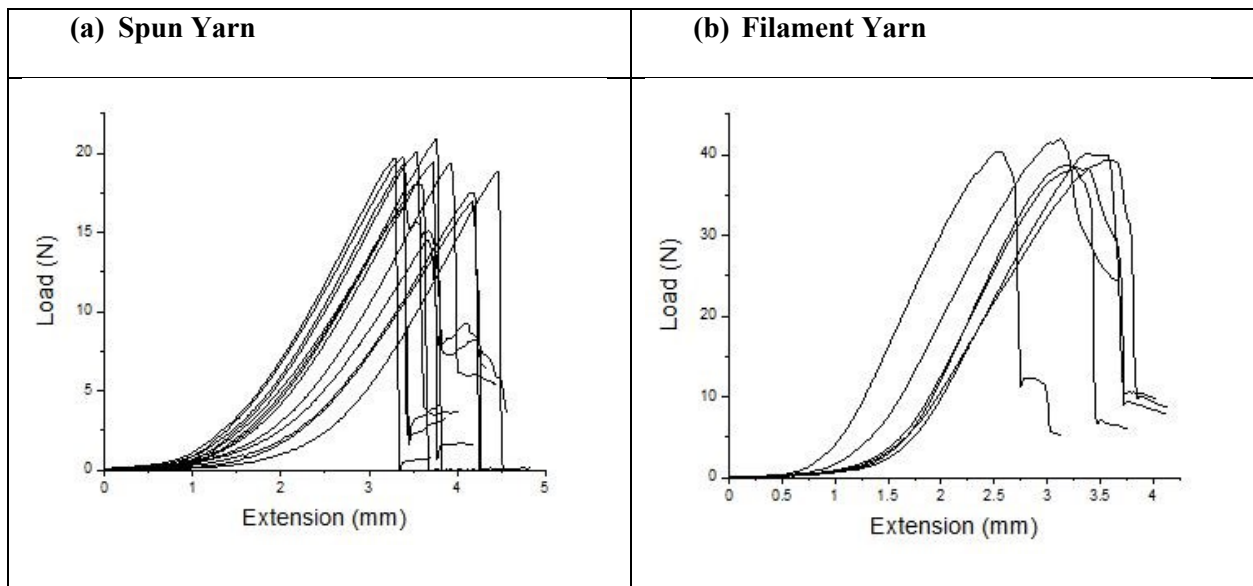 (a) Spun Yarn
(b) Filament Yarn
20
15
10
5
0
Load (N)
0 1 2 3 4 5
Extension (mm)
40
30
20
10
0
Load (N)
0 0.5 1 1.5 2 2.5 3 3.5 4
Extension (mm)